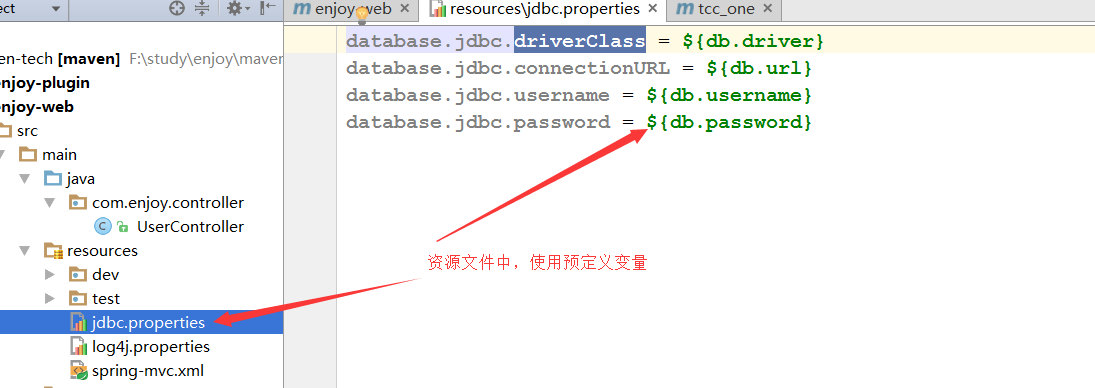 ect
enjoy-web
resources\jdbc.properties
tcc_one
en-tech [maven] F:\study\enjoy\maven
enjoy-plugin
enjoy-web
src
main
java
com.enjoy.controller
UserController
resources
dev
test
jdbc.properties
log4j.properties
spring-mvc.xml
database.jdbc.driverClass = ${db.driver}
database.jdbc.connectionURL = ${db.url}
database.jdbc.username = ${db.username}
database.jdbc.password = ${db.password}
资源文件中，使用预定义变量